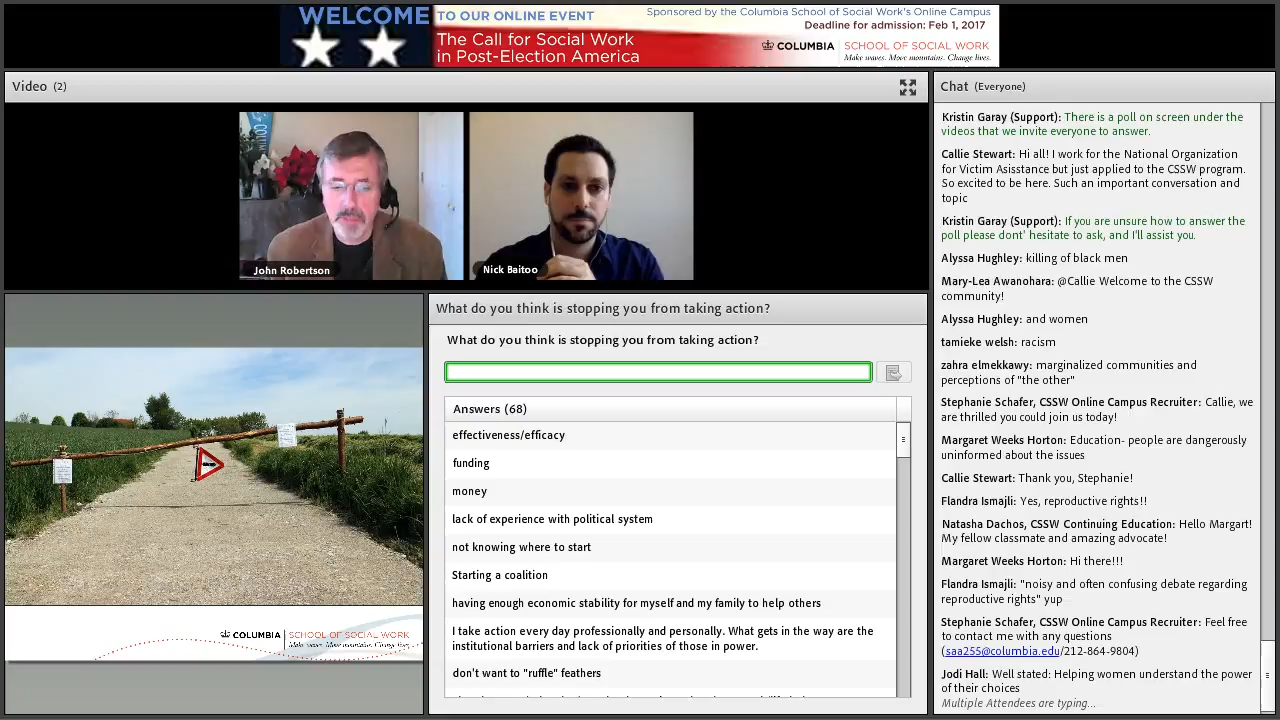 WELCOME TO OUR ONLINE EVENT
The Call for Social Work
in Post-Election America
Sponsored by the Columbia School of Social Work's Online Campus
Deadline for admission: Feb 1, 2017
COLUMBIA | SCHOOL OF SOCIAL WORK
Make waves. Move mountains. Change lives.
Video (2)
John Robertson
Nick Baitoo
COLUMBIA | SCHOOL OF SOCIAL WORK
Make waves. Move mountains. Change lives.
What do you think is stopping you from taking action?
What do you think is stopping you from taking action?
Answers (68)
effectiveness/efficacy
funding
money
lack of experience with political system
not knowing where to start
Starting a coalition
having enough economic stability for myself and my family to help others
I take action every day professionally and personally. What gets in the way are the
institutional barriers and lack of priorities of those in power.
don't want to "ruffle" feathers
Chat (Everyone)
Kristin Garay (Support): There is a poll on screen under the
videos that we invite everyone to answer.
Callie Stewart: Hi all! I work for the National Organization
for Victim Asisstance but just applied to the CSSW program.
So excited to be here. Such an important conversation and
topic
Kristin Garay (Support): If you are unsure how to answer the
poll please dont' hesitate to ask, and I'll assist you.
Alyssa Hughley: killing of black men
Mary-Lea Awanohara: @Callie Welcome to the CSSW
community!
Alyssa Hughley: and women
tamieke welsh: racism
zahra elmekkawy: marginalized communities and
perceptions of "the other"
Stephanie Schafer, CSSW Online Campus Recruiter: Callie, we
are thrilled you could join us today!
Margaret Weeks Horton: Education- people are dangerously
uninformed about the issues
Callie Stewart: Thank you, Stephanie!
Flandra Ismajli: Yes, reproductive rights!!
Natasha Dachos, CSSW Continuing Education: Hello Margart!
My fellow classmate and amazing advocate!
Margaret Weeks Horton: Hi there!!!
Flandra Ismajli: "noisy and often confusing debate regarding
reproductive rights" yup
Stephanie Schafer, CSSW Online Campus Recruiter: Feel free
to contact me with any questions
(saa255@columbia.edu/212-864-9804)
Jodi Hall: Well stated: Helping women understand the power
of their choices
Multiple Attendees are typing...